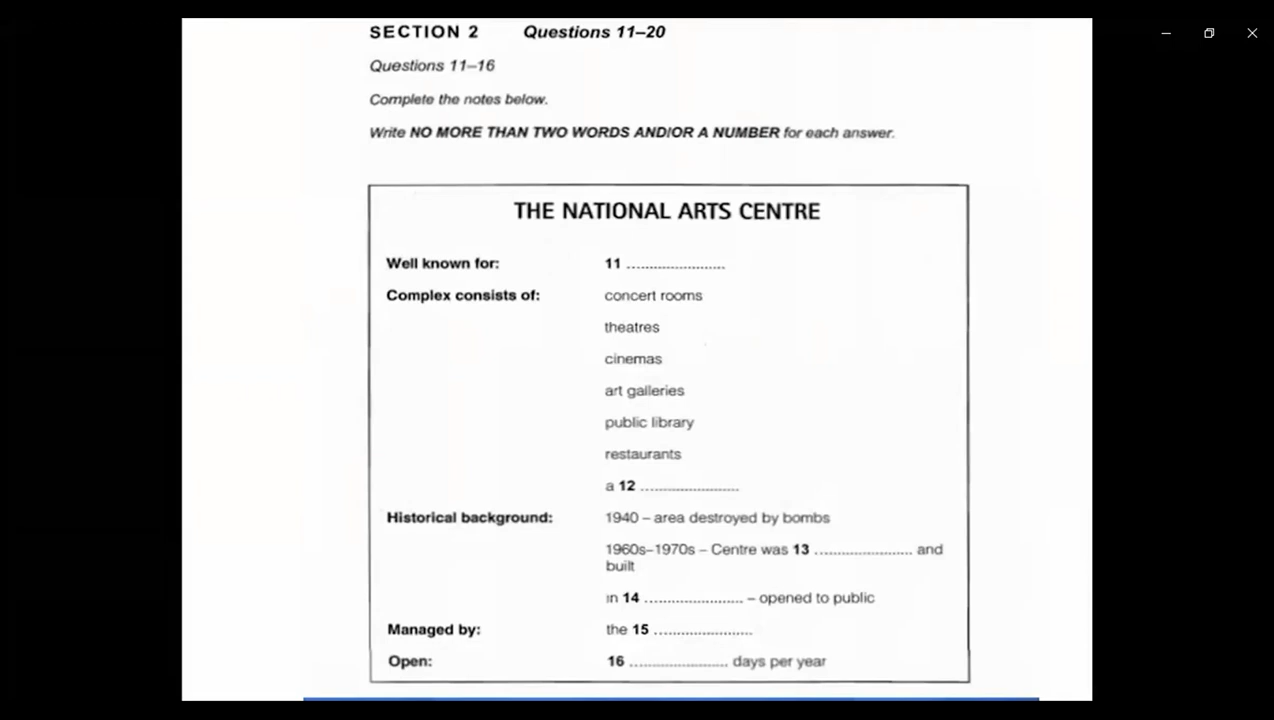 SECTION 2 Questions 11–20
Questions 11–16
Complete the notes below.
Write NO MORE THAN TWO WORDS AND/OR A NUMBER for each answer.
THE NATIONAL ARTS CENTRE
Well known for: 11 ........................
Complex consists of: concert rooms
theatres
cinemas
art galleries
public library
restaurants
a 12 ........................
Historical background: 1940 – area destroyed by bombs
1960s–1970s – Centre was 13 ........................ and
built
in 14 ........................ – opened to public
Managed by: the 15 ........................
Open: 16 ........................ days per year